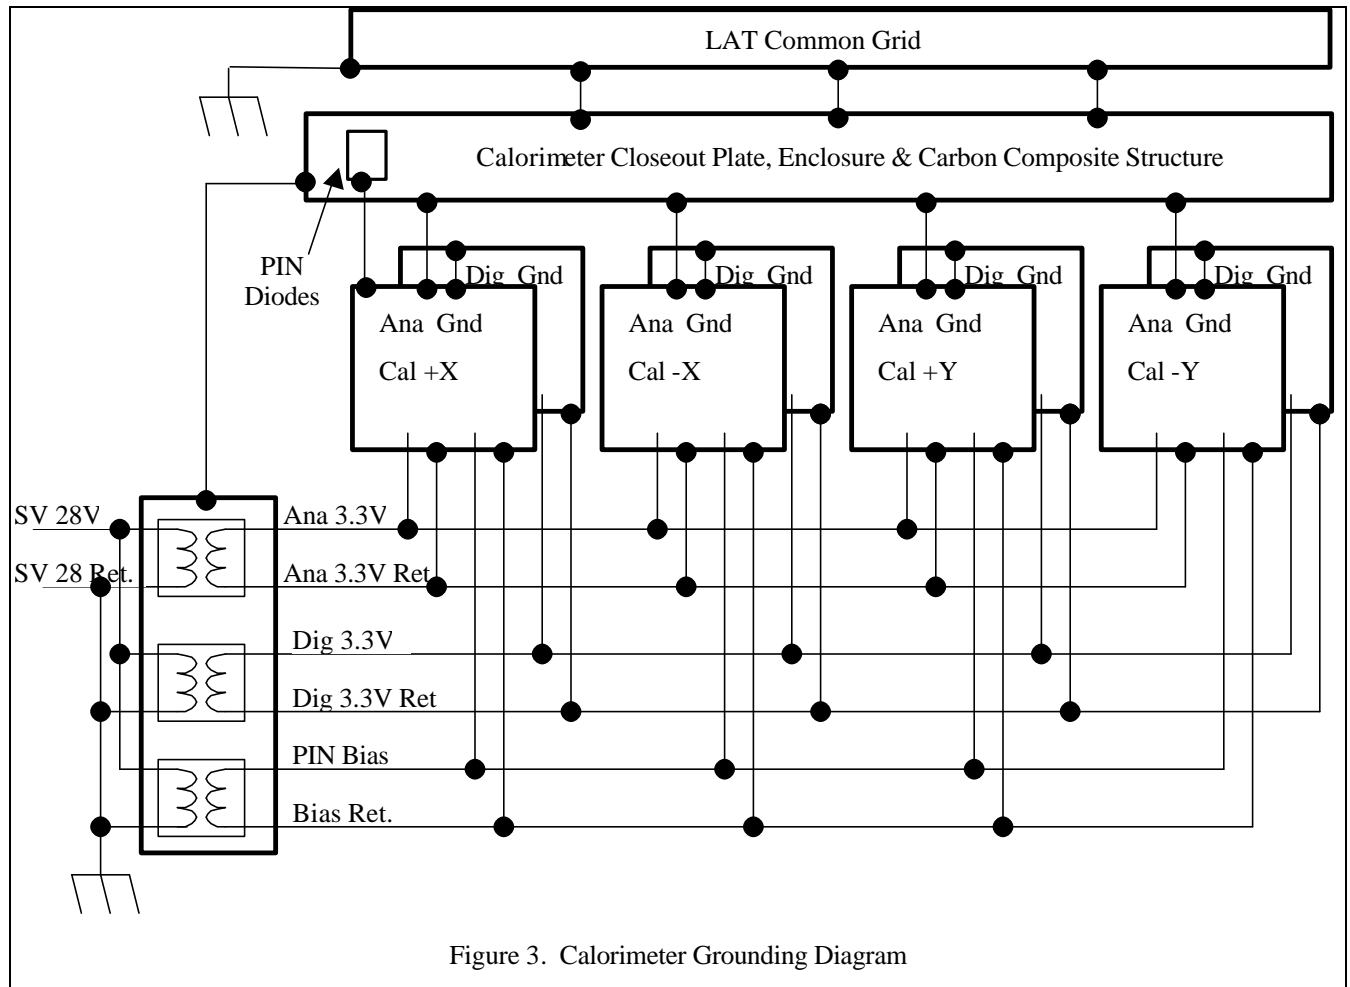 LAT Common Grid
Calorimeter Closeout Plate, Enclosure & Carbon Composite Structure
PIN
Diodes
Dig Gnd
Dig Gnd
Dig Gnd
Dig Gnd
Ana Gnd
Cal +X
Ana Gnd
Cal -X
Ana Gnd
Cal +Y
Ana Gnd
Cal -Y
SV 28V
Ana 3.3V
SV 28 Ret.
Ana 3.3V Ret
Dig 3.3V
Dig 3.3V Ret
PIN Bias
Bias Ret.
Figure 3. Calorimeter Grounding Diagram